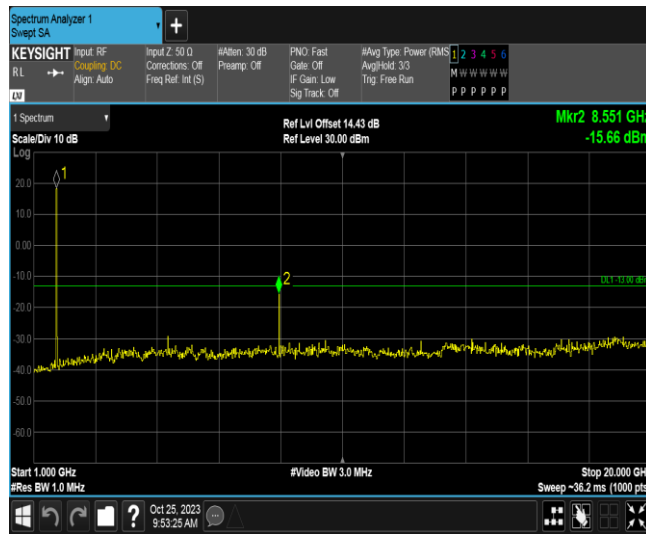 Spectrum Analyzer 1
Swept SA
+
KEYSIGHT Input: RF Input Z: 50 Ω #Atten: 30 dB PNO: Fast #Avg Type: Power (RMS 1 2 3 4 5 6
RL Coupling: DC Corrections: Off Preamp: Off Gate: Off Avg|Hold: 3/3 M W W W W W
Align: Auto Freq Ref: Int (S) IF Gain: Low Trig: Free Run
LXI Sig Track: Off P P P P P P
1 Spectrum Ref Lvl Offset 14.43 dB Mkr2 8.551 GH
Scale/Div 10 dB Ref Level 30.00 dBm -15.66 dBn
Log
1
20.0
10.0
0.00
-10.0
2
DL1 -13.00 dB
-20.0
-30.0
-40.0
-50.0
-60.0
Start 1.000 GHz #Video BW 3.0 MHz Stop 20.000 GH
#Res BW 1.0 MHz Sweep ~36.2 ms (1000 pts
? Oct 25, 2023
9:53:25 AM